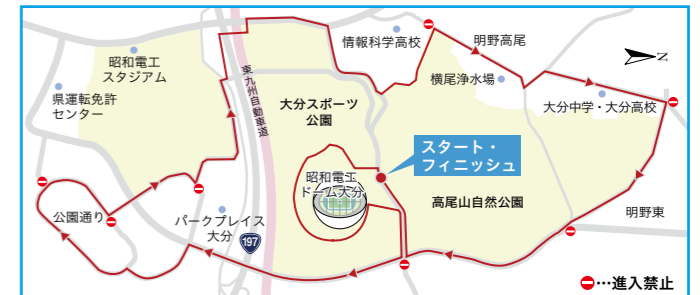 昭和電工
スタジアム
県運転免許
センター
東九州自動車道
大分スポーツ
公園
情報科学高校
明野高尾
横尾浄水場
N
大分中学・大分高校
スタート・
フィニッシュ
昭和電工
ドーム大分
高尾山自然公園
公園通り
パークプレイス
大分
197
明野東
…進入禁止